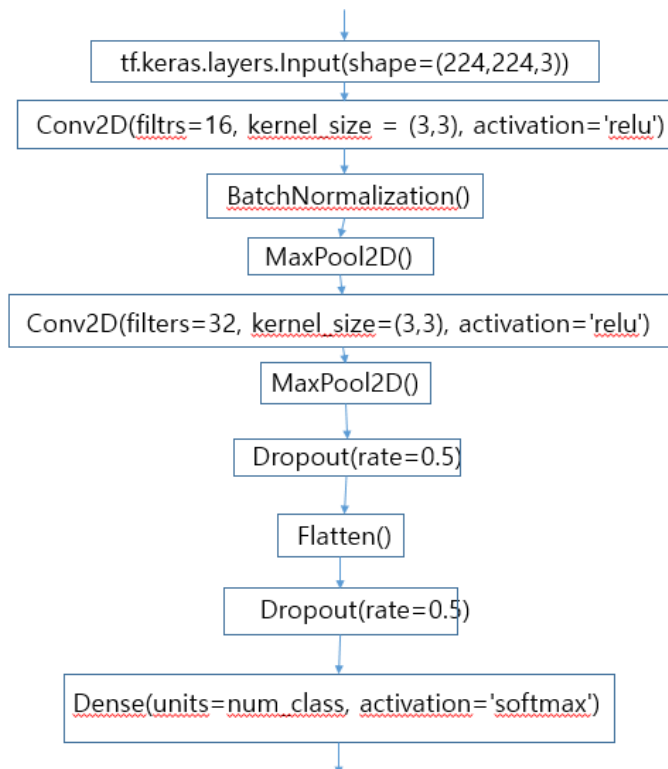 tf.keras.layers.Input(shape=(224,224,3))
Conv2D(filtrs=16, kernel_size = (3,3), activation='relu')
BatchNormalization()
MaxPool2D()
Conv2D(filters=32, kernel_size=(3,3), activation='relu')
MaxPool2D()
Dropout(rate=0.5)
Flatten()
Dropout(rate=0.5)
Dense(units=num_class, activation='softmax')